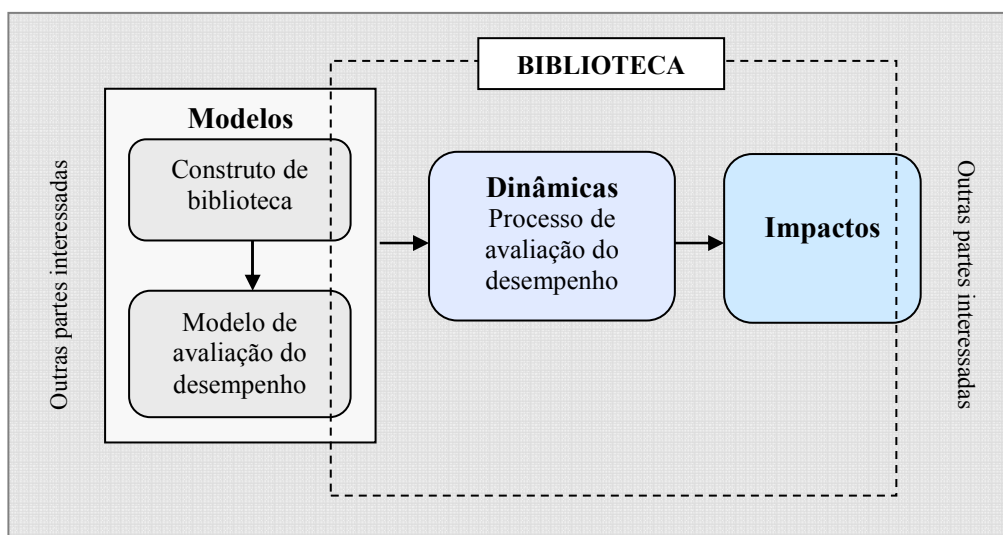 BIBLIOTECA
Outras partes interessadas
Modelos
Construto de
biblioteca
Modelo de
avaliação do
desempenho
Dinâmicas
Processo de
avaliação do
desempenho
Impactos
Outras partes interessadas